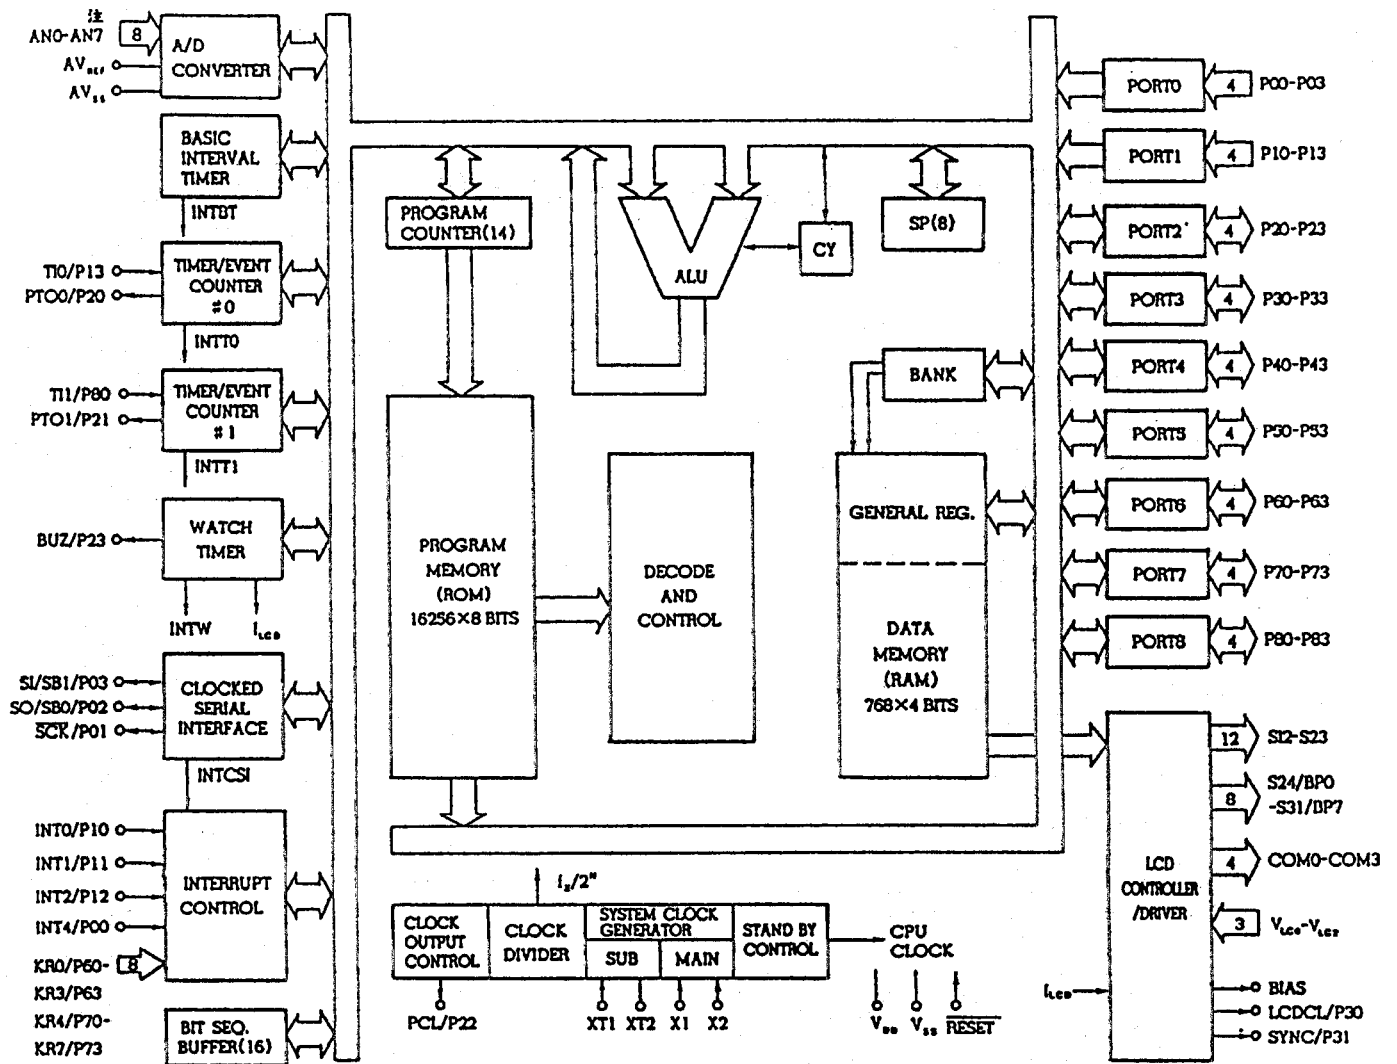 注
AN0-AN7
8
A/D
CONVERTER
AV
AVss
BASIC
INTERVAL
TIMER
INTBT
TI0/P13
PTO0/P20
TIMER/EVENT
COUNTER
#0
INTT0
TI1/P80
PTO1/P21
TIMER/EVENT
COUNTER
#1
INTT1
BUZ/P23
WATCH
TIMER
INTW
fLCD
SI/SB1/P03
SO/SB0/P02
SCK/P01
CLOCKED
SERIAL
INTERFACE
INTCSI
INT0/P10
INT1/P11
INT2/P12
INT4/P00
KR0/P60-
KR3/P63
KR4/P70-
KR7/P73
8
INTERRUPT
CONTROL
BIT SEQ.
BUFFER(16)
PROGRAM
COUNTER(14)
ALU
CY
SP(8)
BANK
PROGRAM
MEMORY
(ROM)
16256×8 BITS
DECODE
AND
CONTROL
GENERAL REG.
DATA
MEMORY
(RAM)
768×4 BITS
fx/2ᴺ
CLOCK
OUTPUT
CONTROL
CLOCK
DIVIDER
SYSTEM CLOCK
GENERATOR
SUB
MAIN
STAND BY
CONTROL
CPU
CLOCK
PCL/P22
XT1
XT2
X1
X2
VDD
VSS
RESET
PORT0
4
P00-P03
PORT1
4
P10-P13
PORT2
4
P20-P23
PORT3
4
P30-P33
PORT4
4
P40-P43
PORT5
4
P50-P53
PORT6
4
P60-P63
PORT7
4
P70-P73
PORT8
4
P80-P83
LCD
CONTROLLER
/DRIVER
12
S12-S23
8
S24/BP0
-S31/BP7
4
COM0-COM3
3
VLC0-VLC2
fLCD
BIAS
LCDCL/P30
SYNC/P31